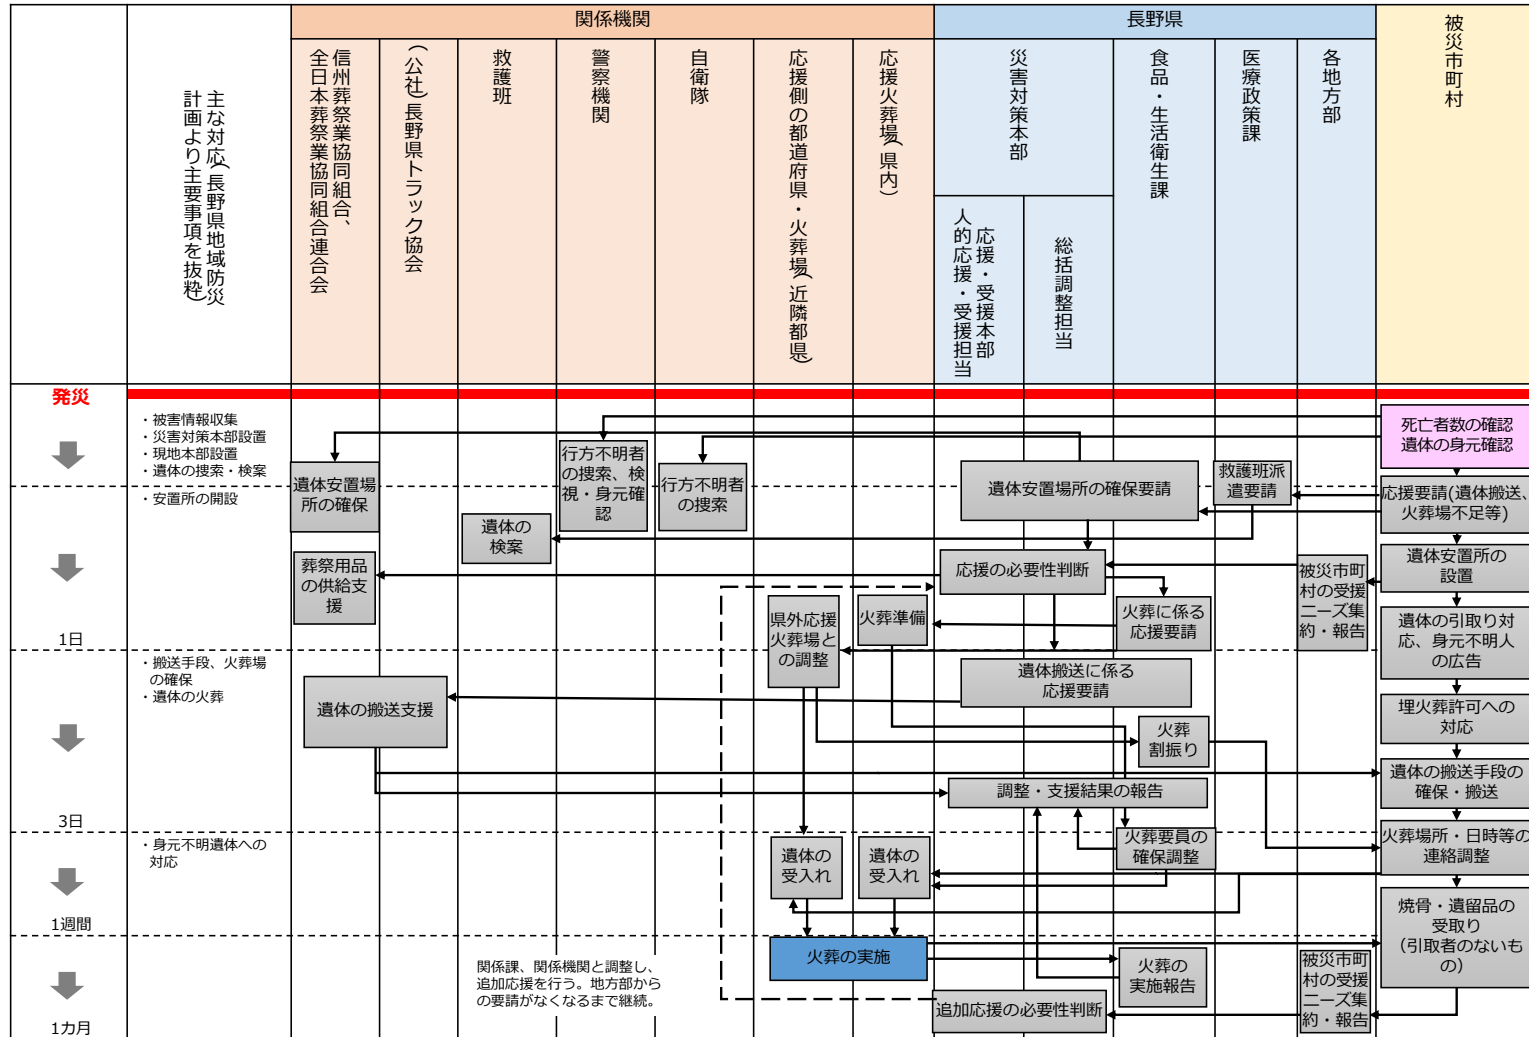 関係機関
長野県
被災市町村
主な対応（長野県地域防災
計画より主要事項を抜粋）
信州葬祭業協同組合、
全日本葬祭業協同組合連合会
（公社）長野県トラック協会
救護班
警察機関
自衛隊
応援側の都道府県・火葬場（近隣都県）
応援火葬場（県内）
災害対策本部
食品・生活衛生課
医療政策課
各地方部
応援・受援本部
人的応援・受援担当
総括調整担当
発災
・被害情報収集
・災害対策本部設置
・現地本部設置
・遺体の捜索・検案
・安置所の開設
1日
・搬送手段、火葬場
の確保
・遺体の火葬
3日
・身元不明遺体への
対応
1週間
1カ月
死亡者数の確認
遺体の身元確認
行方不明者
の捜索、検
視・身元確
認
行方不明者
の捜索
遺体安置場
所の確保
遺体安置場所の確保要請
救護班派
遣要請
応援要請(遺体搬送、
火葬場不足等)
遺体の
検案
遺体安置所の
設置
葬祭用品
の供給支
援
応援の必要性判断
被災市町
村の受援
ニーズ集
約・報告
県外応援
火葬場と
の調整
火葬準備
火葬に係る
応援要請
遺体の引取り対
応、身元不明人
の広告
遺体搬送に係る
応援要請
遺体の搬送支援
埋火葬許可への
対応
火葬
割振り
遺体の搬送手段の
確保・搬送
調整・支援結果の報告
火葬要員の
確保調整
火葬場所・日時等の
連絡調整
遺体の
受入れ
遺体の
受入れ
焼骨・遺留品の
受取り
（引取者のないも
の）
火葬の実施
関係課、関係機関と調整し、
追加応援を行う。地方部から
の要請がなくなるまで継続。
火葬の
実施報告
被災市町
村の受援
ニーズ集
約・報告
追加応援の必要性判断